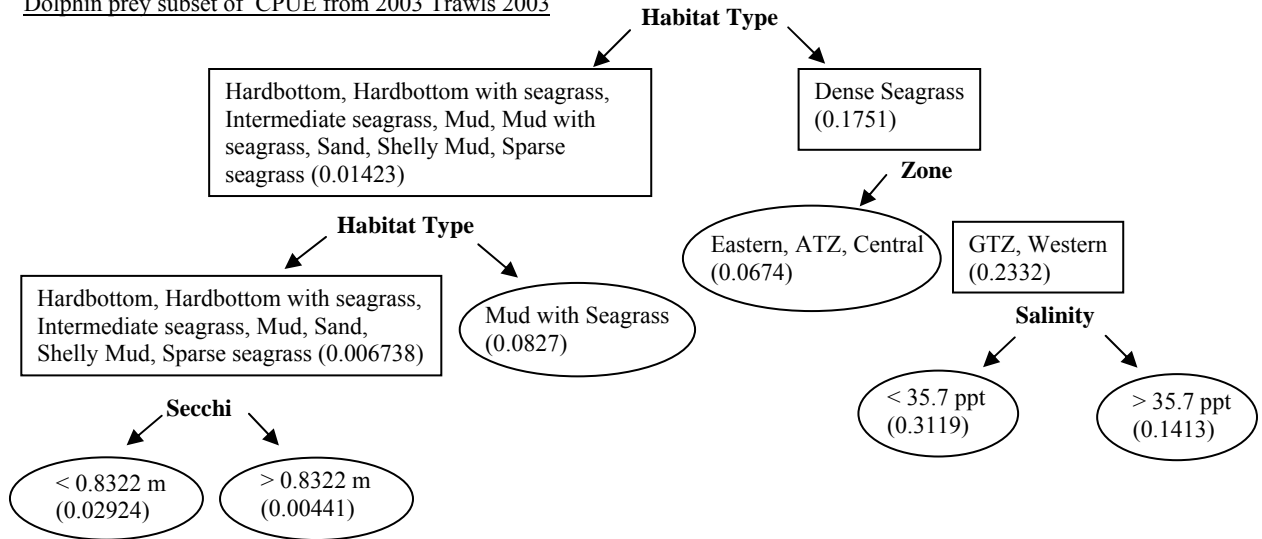 Dolphin prey subset of CPUE from 2003 Trawls 2003
Habitat Type
Hardbottom, Hardbottom with seagrass,
Intermediate seagrass, Mud, Mud with
seagrass, Sand, Shelly Mud, Sparse
seagrass (0.01423)
Dense Seagrass
(0.1751)
Zone
Habitat Type
Eastern, ATZ, Central
(0.0674)
GTZ, Western
(0.2332)
Hardbottom, Hardbottom with seagrass,
Intermediate seagrass, Mud, Sand,
Shelly Mud, Sparse seagrass (0.006738)
Mud with Seagrass
(0.0827)
Salinity
< 35.7 ppt
(0.3119)
> 35.7 ppt
(0.1413)
Secchi
< 0.8322 m
(0.02924)
> 0.8322 m
(0.00441)